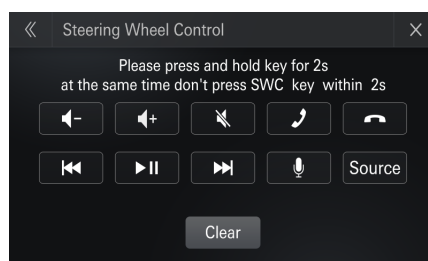 Steering Wheel Control
Please press and hold key for 2s
at the same time don't press SWC key within 2s
Source
Clear